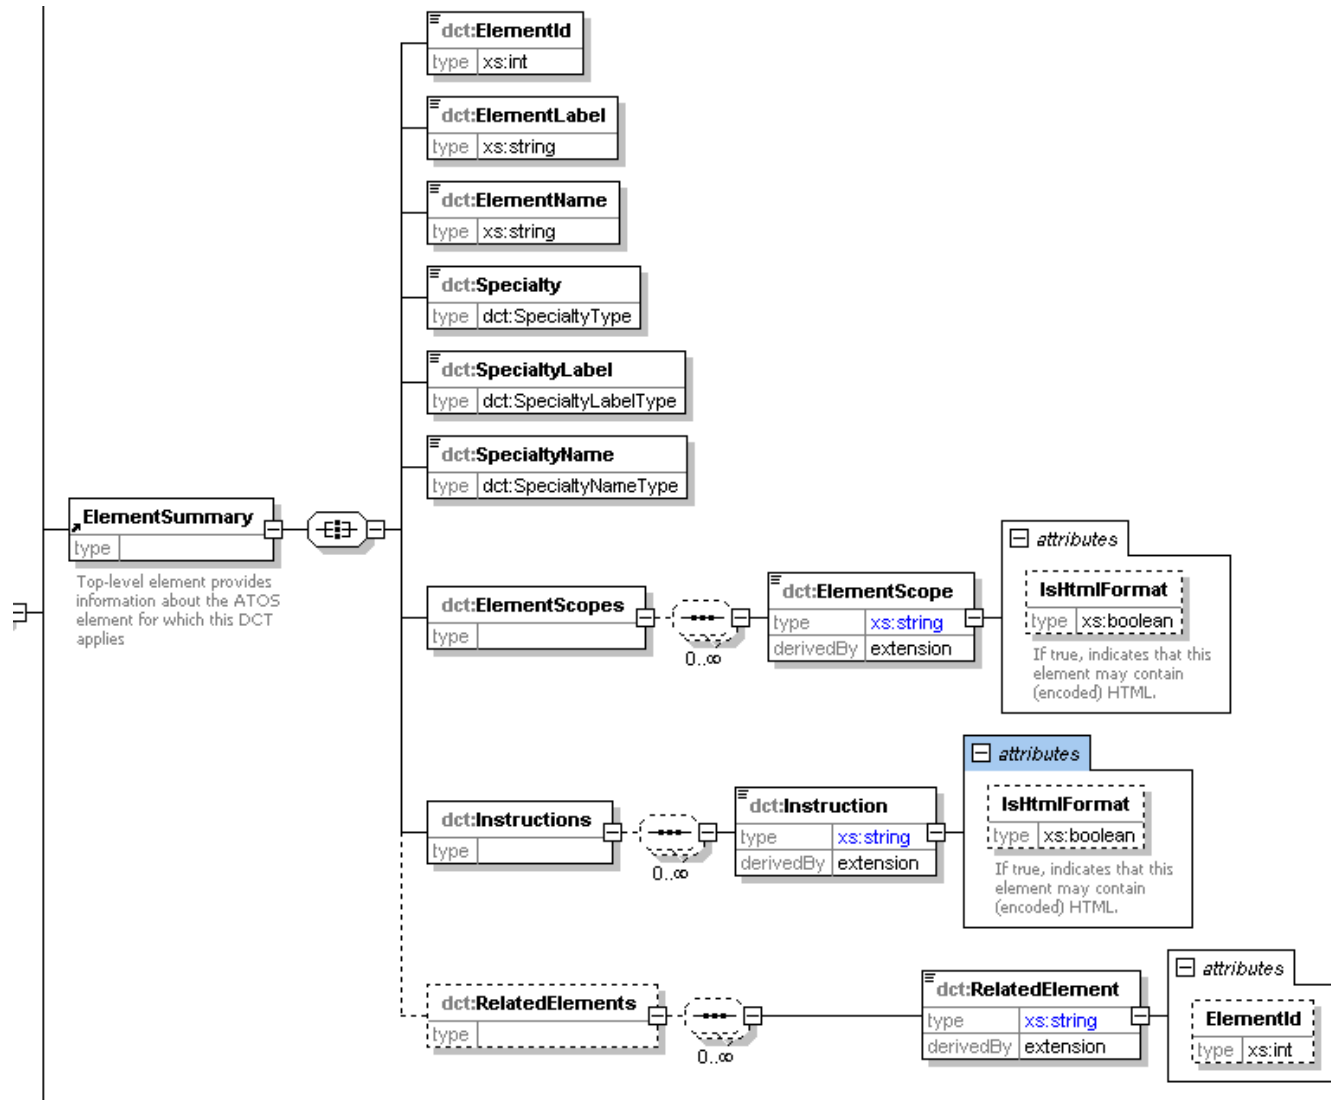 dct:ElementId
type xs:int
dct:ElementLabel
type xs:string
dct:ElementName
type xs:string
dct:Specialty
type dct:SpecialtyType
dct:SpecialtyLabel
type dct:SpecialtyLabelType
dct:SpecialtyName
type dct:SpecialtyNameType
ElementSummary
type
Top-level element provides
information about the ATOS
element for which this DCT
applies
dct:ElementScopes
type
0..∞
dct:ElementScope
type xs:string
derivedBy extension
attributes
IsHtmlFormat
type xs:boolean
If true, indicates that this
element may contain
(encoded) HTML.
dct:Instructions
type
0..∞
dct:Instruction
type xs:string
derivedBy extension
attributes
IsHtmlFormat
type xs:boolean
If true, indicates that this
element may contain
(encoded) HTML.
dct:RelatedElements
type
0..∞
dct:RelatedElement
type xs:string
derivedBy extension
attributes
ElementId
type xs:int